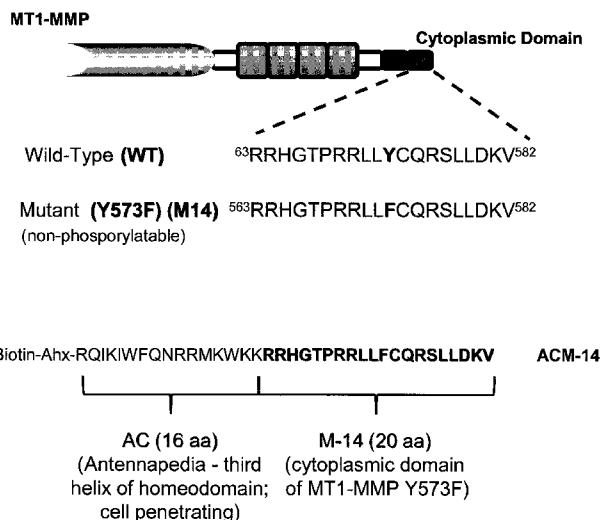 MT1-MMP
Cytoplasmic Domain
Wild-Type (WT) ⁶³RRHGTPRRLLYCQRSLLDKV⁵⁸²
Mutant (Y573F) (M14) ⁵⁶³RRHGTPRRLLFCQRSLLDKV⁵⁸²
(non-phosporylatable)
Biotin-Ahx-RQIKIWFQNRRMKWKKRRHGTPRRLLFCQRSLLDKV ACM-14
AC (16 aa) M-14 (20 aa)
(Antennapedia - third (cytoplasmic domain
helix of homeodomain; of MT1-MMP Y573F)
cell penetrating)